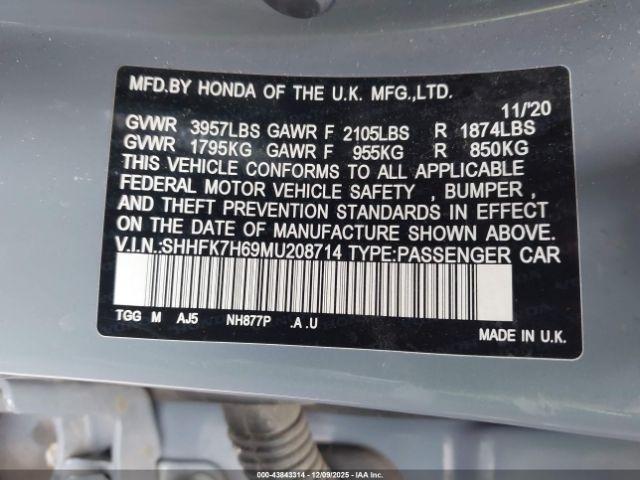 MFD.BY HONDA OF THE U.K. MFG.,LTD.
11/'20
GVWR 3957LBS GAWR F 2105LBS R 1874LBS
GVWR 1795KG GAWR F 955KG R 850KG
THIS VEHICLE CONFORMS TO ALL APPLICABLE
FEDERAL MOTOR VEHICLE SAFETY , BUMPER ,
AND THEFT PREVENTION STANDARDS IN EFFECT
ON THE DATE OF MANUFACTURE SHOWN ABOVE.
V.I.N.:SHHFK7H69MU208714 TYPE:PASSENGER CAR
TGG M AJ5 NH877P .A .U
MADE IN U.K.
000-43843314 - 12/09/2025 - IAAI, Inc.